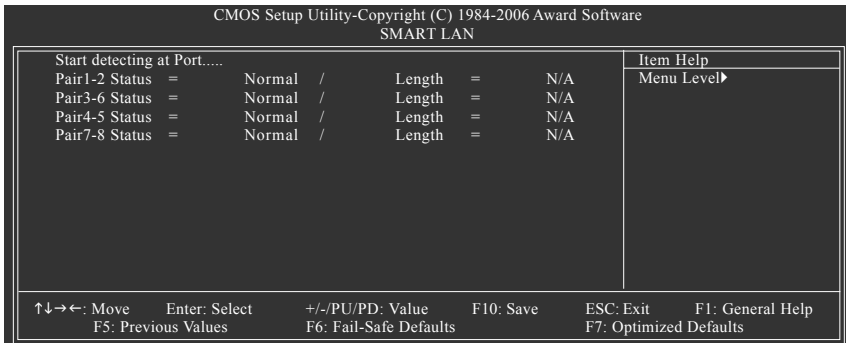 CMOS Setup Utility-Copyright (C) 1984-2006 Award Software
SMART LAN
Start detecting at Port.....
Pair1-2 Status = Normal / Length = N/A
Pair3-6 Status = Normal / Length = N/A
Pair4-5 Status = Normal / Length = N/A
Pair7-8 Status = Normal / Length = N/A
Item Help
Menu Level▶
↑↓→←: Move Enter: Select +/-/PU/PD: Value F10: Save ESC: Exit F1: General Help
F5: Previous Values F6: Fail-Safe Defaults F7: Optimized Defaults